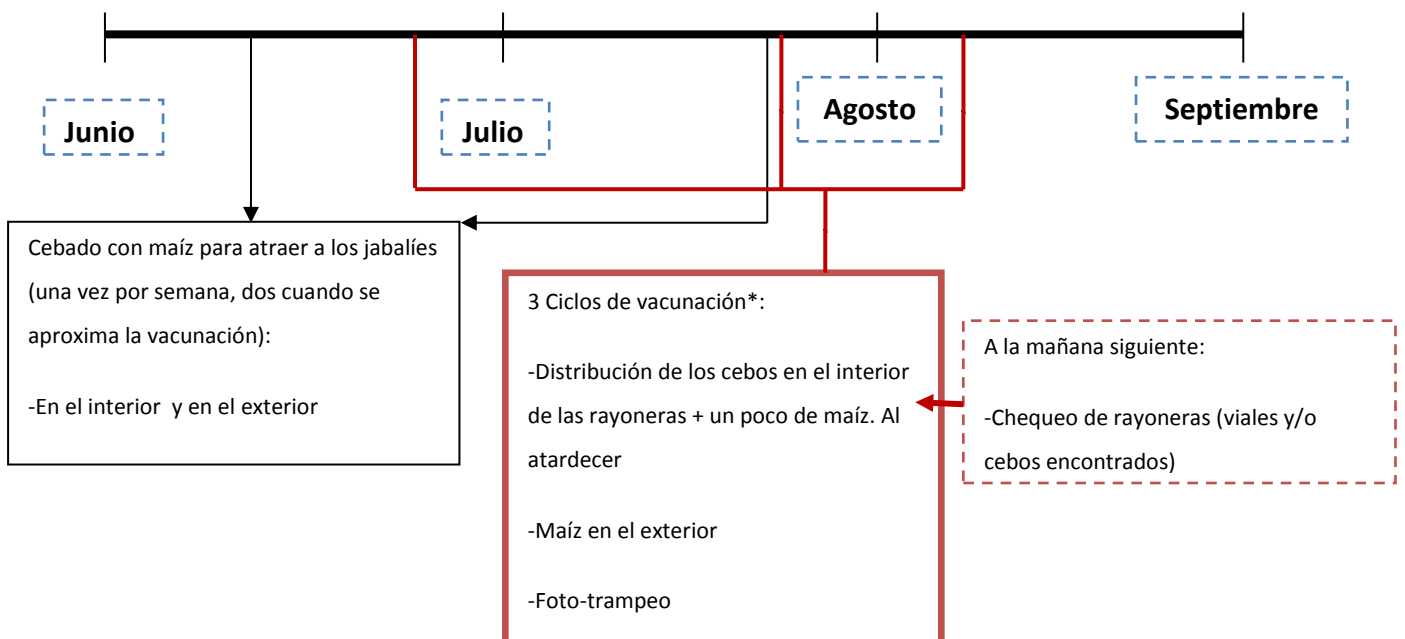 Junio
Julio
Agosto
Septiembre
Cebado con maíz para atraer a los jabalíes
(una vez por semana, dos cuando se
aproxima la vacunación):
-En el interior y en el exterior
3 Ciclos de vacunación*:
-Distribución de los cebos en el interior
de las rayoneras + un poco de maíz. Al
atardecer
-Maíz en el exterior
-Foto-trampeo
A la mañana siguiente:
-Chequeo de rayoneras (viales y/o
cebos encontrados)